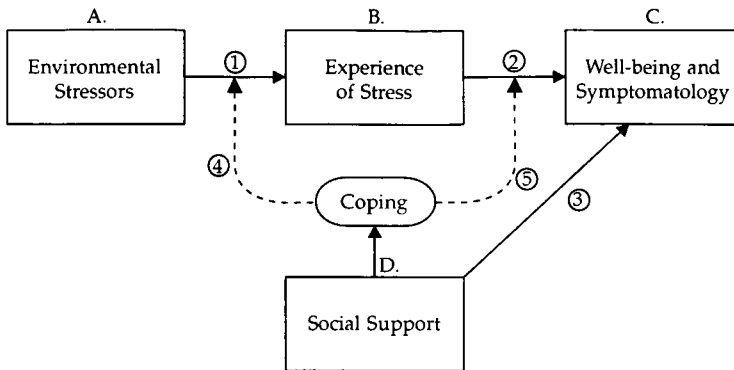 A.
B.
C.
Environmental
Stressors
①
Experience
of Stress
②
Well-being and
Symptomatology
④
Coping
⑤
③
D.
Social Support